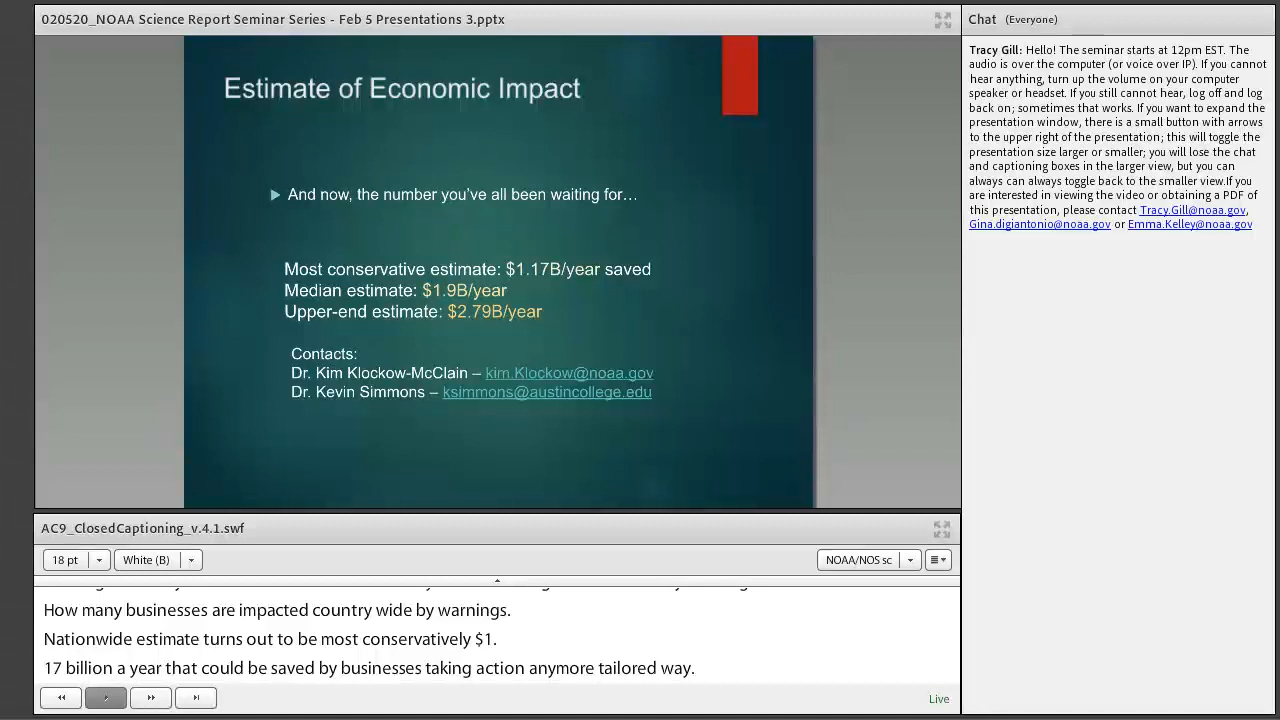 020520_NOAA Science Report Seminar Series - Feb 5 Presentations 3.pptx
Estimate of Economic Impact
And now, the number you've all been waiting for…
Most conservative estimate: $1.17B/year saved
Median estimate: $1.9B/year
Upper-end estimate: $2.79B/year
Contacts:
Dr. Kim Klockow-McClain – kim.Klockow@noaa.gov
Dr. Kevin Simmons – ksimmons@austincollege.edu
AC9_ClosedCaptioning_v.4.1.swf
18 pt
White (B)
NOAA/NOS sc
How many businesses are impacted country wide by warnings.
Nationwide estimate turns out to be most conservatively $1.
17 billion a year that could be saved by businesses taking action anymore tailored way.
Live
Chat (Everyone)
Tracy Gill: Hello! The seminar starts at 12pm EST. The
audio is over the computer (or voice over IP). If you cannot
hear anything, turn up the volume on your computer
speaker or headset. If you still cannot hear, log off and log
back on; sometimes that works. If you want to expand the
presentation window, there is a small button with arrows
to the upper right of the presentation; this will toggle the
presentation size larger or smaller; you will lose the chat
and captioning boxes in the larger view, but you can
always can always toggle back to the smaller view.If you
are interested in viewing the video or obtaining a PDF of
this presentation, please contact Tracy.Gill@noaa.gov,
Gina.digiantonio@noaa.gov or Emma.Kelley@noaa.gov